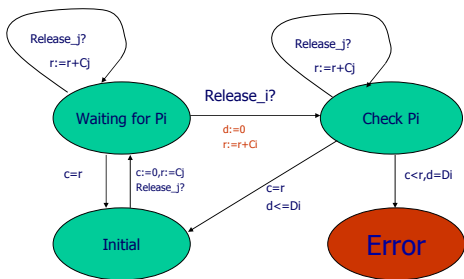 Release_j?
r:=r+Cj
Release_j?
r:=r+Cj
Waiting for Pi
Release_i?
Check Pi
d:=0
r:=r+Ci
c=r
c:=0,r:=Cj
Release_j?
c=r
d<=Di
c<r,d=Di
Initial
Error